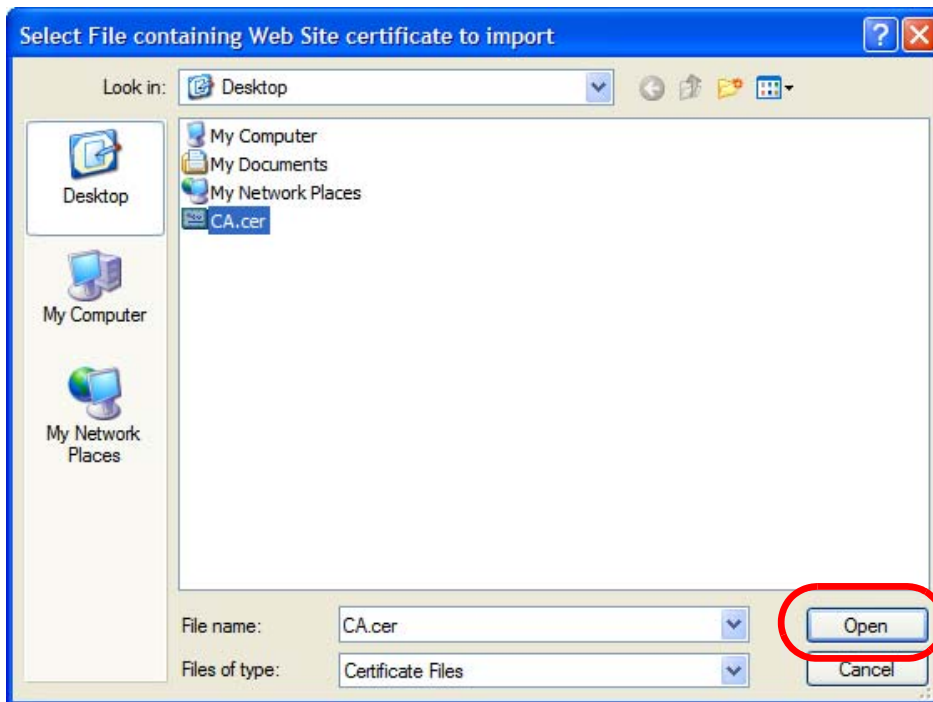 Select File containing Web Site certificate to import
Look in: Desktop
Desktop
My Computer
My Network Places
My Computer
My Documents
My Network Places
CA.cer
File name: CA.cer Open
Files of type: Certificate Files Cancel